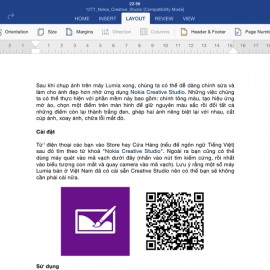 22:56
1211_Nokia_Creative_Studio [Compatibility Mode]
HOME INSERT LAYOUT REVIEW VIEW
Orientation Size Margins Direction Columns Header & Footer Page Numb
Sau khi chụp ảnh trên máy Lumia xong, chúng ta có thể dễ dàng chỉnh sửa và
làm cho ảnh đẹp hơn nhờ ứng dụng Nokia Creative Studio. Những việc chúng
ta có thể thực hiện với phần mềm này bao gồm: chỉnh tông màu, tạo hiệu ứng
mờ ảo, chọn một điểm trên màn hình để giữ nguyên màu sắc rồi đổi tất cả
những điểm còn lại thành trắng đen, ghép hai ảnh riêng biệt lại với nhau, cắt
cúp ảnh, xoay ảnh, chữa lỗi mắt đỏ.
Cài đặt
Từ điện thoại các bạn vào Store hay Cửa Hàng (nếu để ngôn ngữ Tiếng Việt)
sau đó tìm theo từ khoá "Nokia Creative Studio". Ngoài ra bạn cũng có thể
dùng máy quét vào mã vạch dưới đây (nhấn vào nút tìm kiếm cứng, rồi nhất
vào biểu tượng con mắt và quay camera vào mã vạch). Lưu ý rằng một số máy
Lumia bán ở Việt Nam đã có cài sẵn Creative Studio nên có thể bạn sẽ không
cần phải cài nữa.
Sử dụng